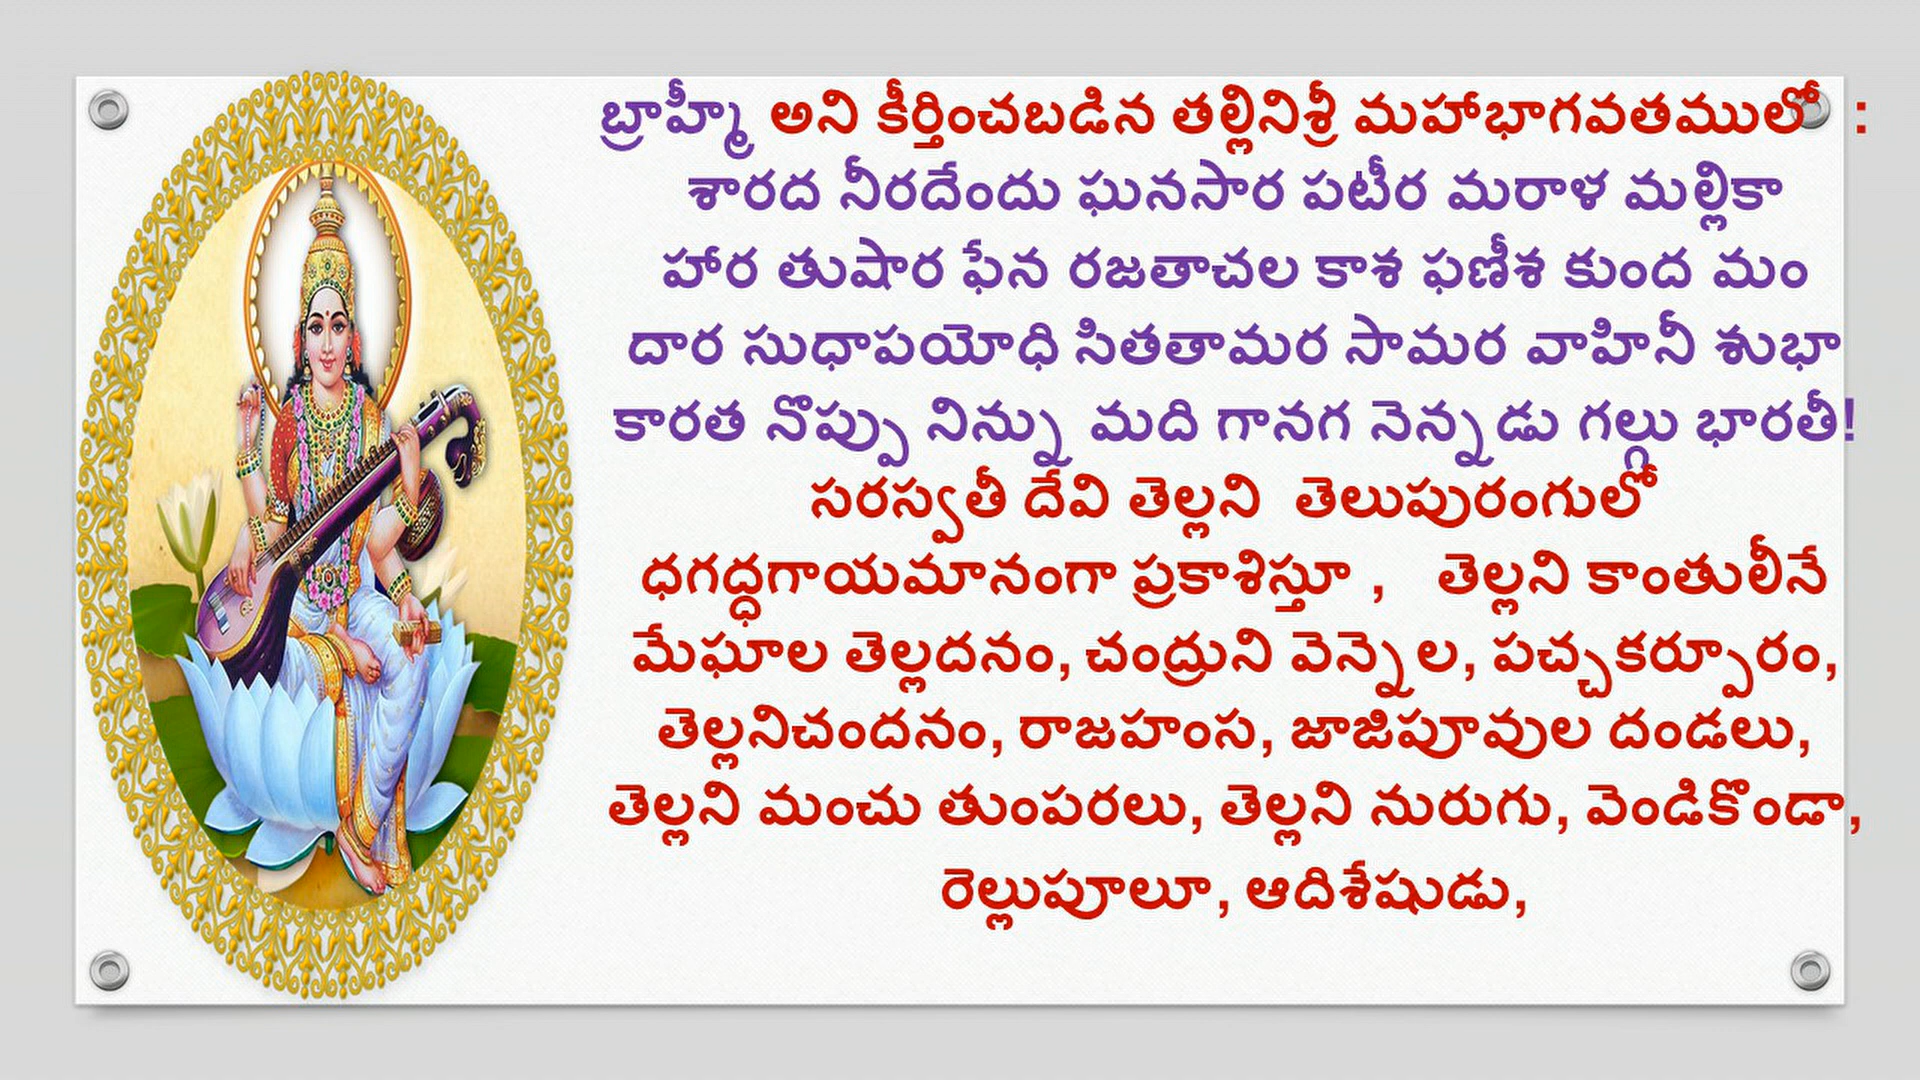 బ్రాహ్మీ అని కీర్తించబడిన తల్లినిశ్రీ మహాభాగవతములో :
శారద నీరదేందు ఘనసార పటీర మరాళ మల్లికా
హార తుషార ఫేన రజతాచల కాశ ఫణీశ కుంద మం
దార సుధాపయోధి సితతామర సామర వాహినీ శుభా
కారత నొప్పు నిన్ను మది గానగ నెన్నడు గల్గు భారతీ!
సరస్వతీ దేవి తెల్లని తెలుపురంగులో
ధగద్ధగాయమానంగా ప్రకాశిస్తూ , తెల్లని కాంతులీనే
మేఘాల తెల్లదనం, చంద్రుని వెన్నెల, పచ్చకర్పూరం,
తెల్లనిచందనం, రాజహంస, జాజిపూవుల దండలు,
తెల్లని మంచు తుంపరలు, తెల్లని నురుగు, వెండికొండా,
రెల్లుపూలూ, ఆదిశేషుడు,